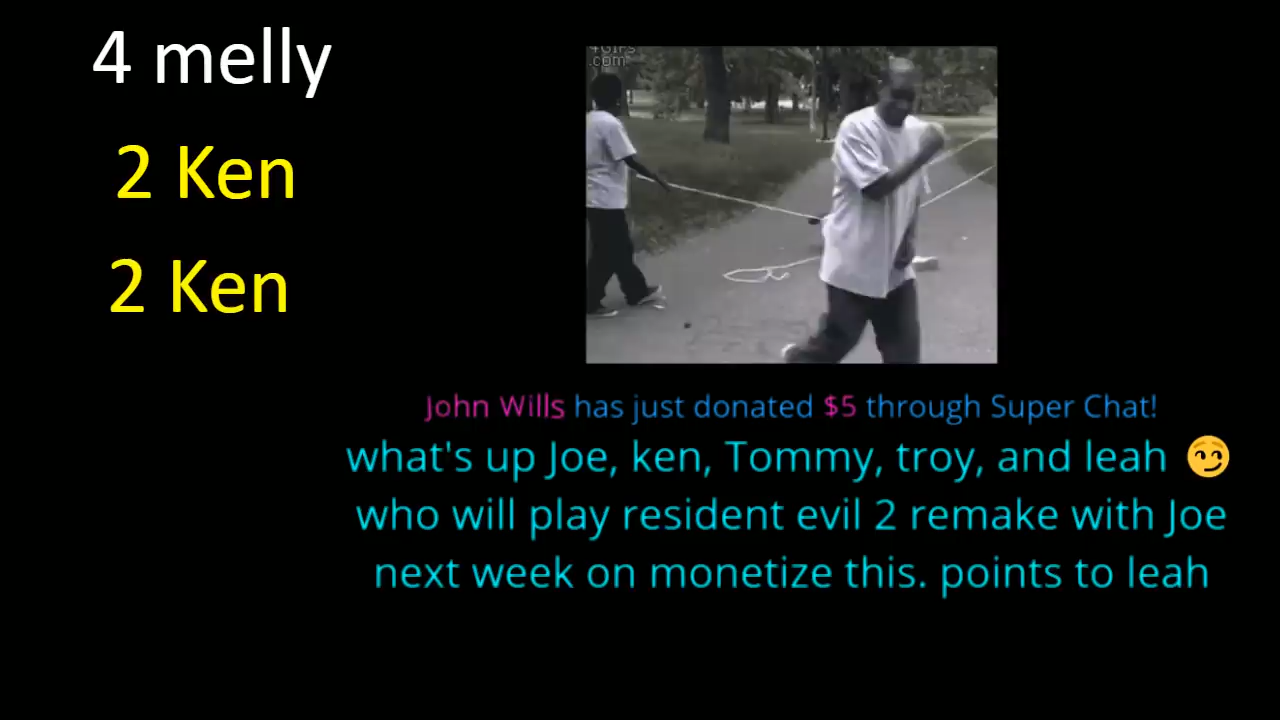 4 melly
2 Ken
2 Ken
4GIFs
.com
John Wills has just donated $5 through Super Chat!
what's up Joe, ken, Tommy, troy, and leah 😏
who will play resident evil 2 remake with Joe
next week on monetize this. points to leah